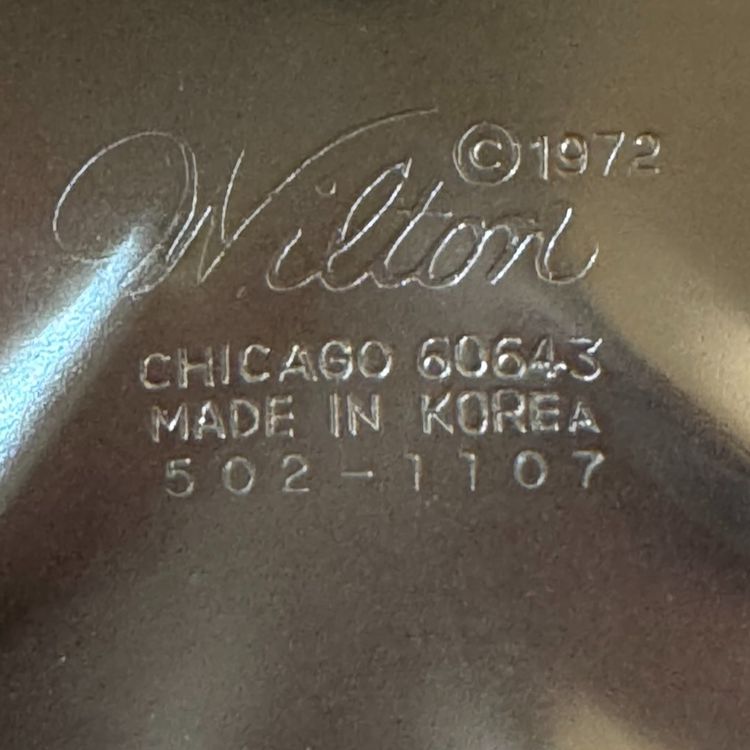 Wilton ©1972
CHICAGO 60643
MADE IN KOREA
502-1107